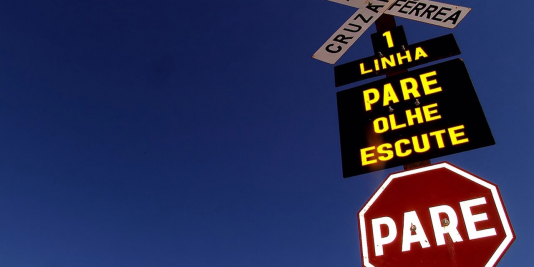 CRUZA
FERREA
1
LINHA
PARE
OLHE
ESCUTE
PARE